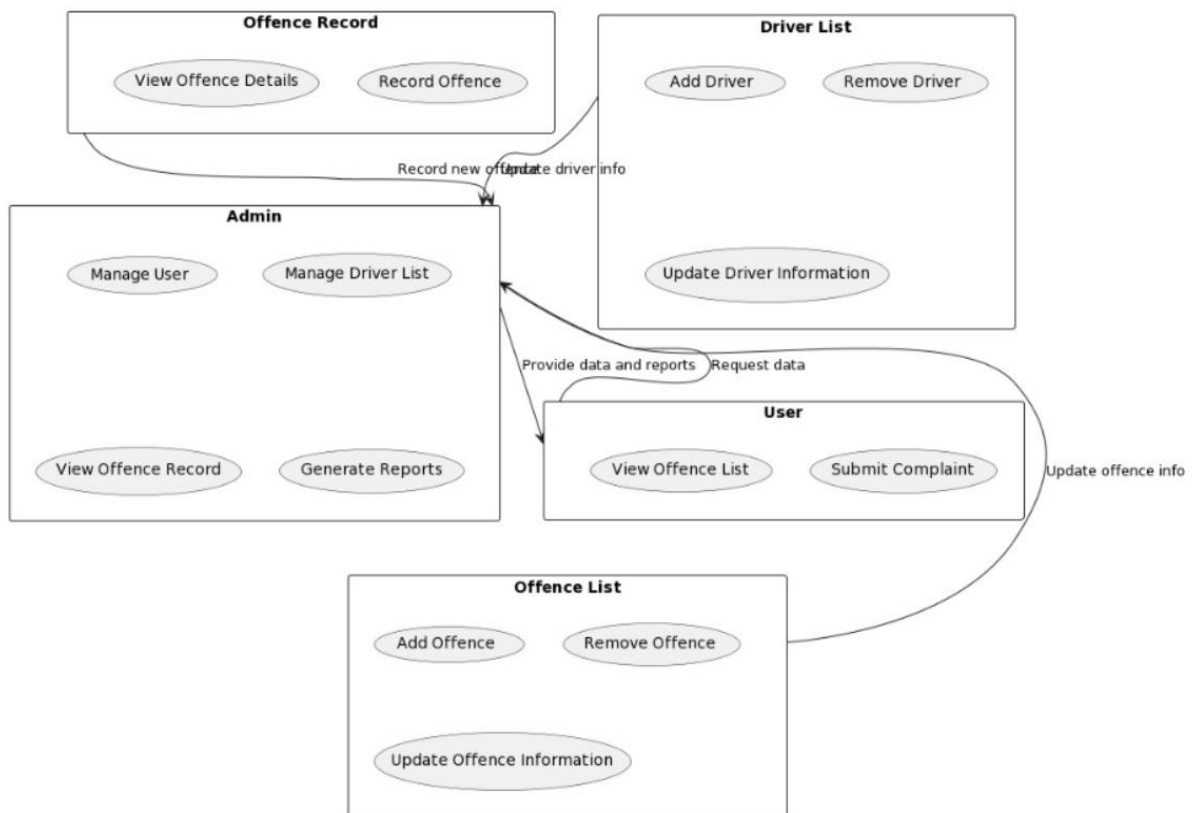 Offence Record
View Offence Details
Record Offence
Driver List
Add Driver
Remove Driver
Update Driver Information
Record new offence
Update driver info
Admin
Manage User
Manage Driver List
View Offence Record
Generate Reports
Provide data and reports
Request data
User
View Offence List
Submit Complaint
Update offence info
Offence List
Add Offence
Remove Offence
Update Offence Information